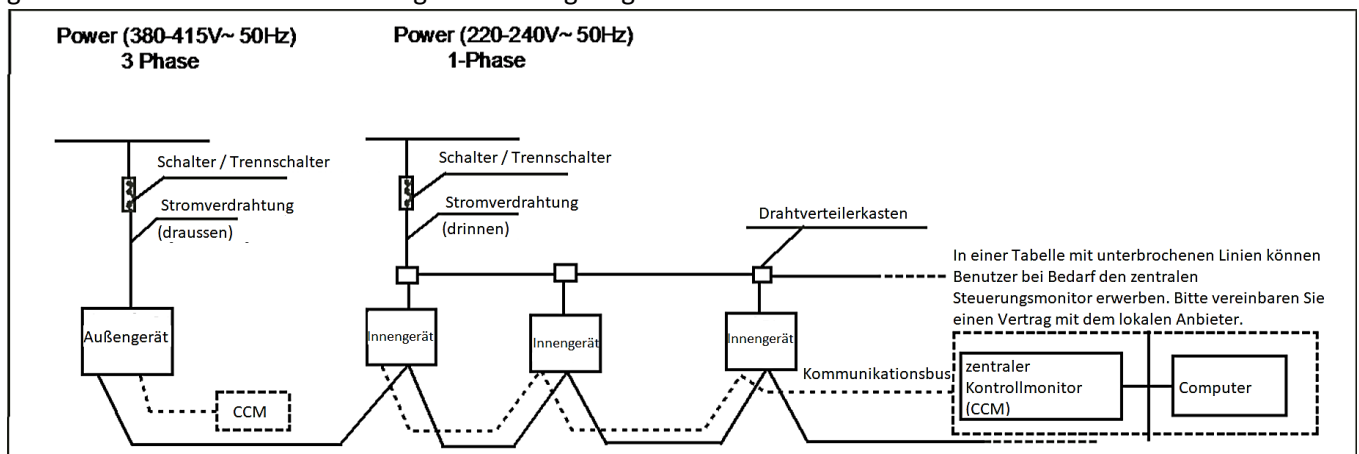 Power (380-415V~ 50Hz)
3 Phase
Power (220-240V~ 50Hz)
1-Phase
Schalter / Trennschalter
Stromverdrahtung
(draussen)
Schalter / Trennschalter
Stromverdrahtung
(drinnen)
Drahtverteilerkasten
In einer Tabelle mit unterbrochenen Linien können
Benutzer bei Bedarf den zentralen
Steuerungsmonitor erwerben. Bitte vereinbaren Sie
einen Vertrag mit dem lokalen Anbieter.
Außengerät
Innengerät
Innengerät
Innengerät
Kommunikationsbus
CCM
zentraler
Kontrollmonitor
(CCM)
Computer